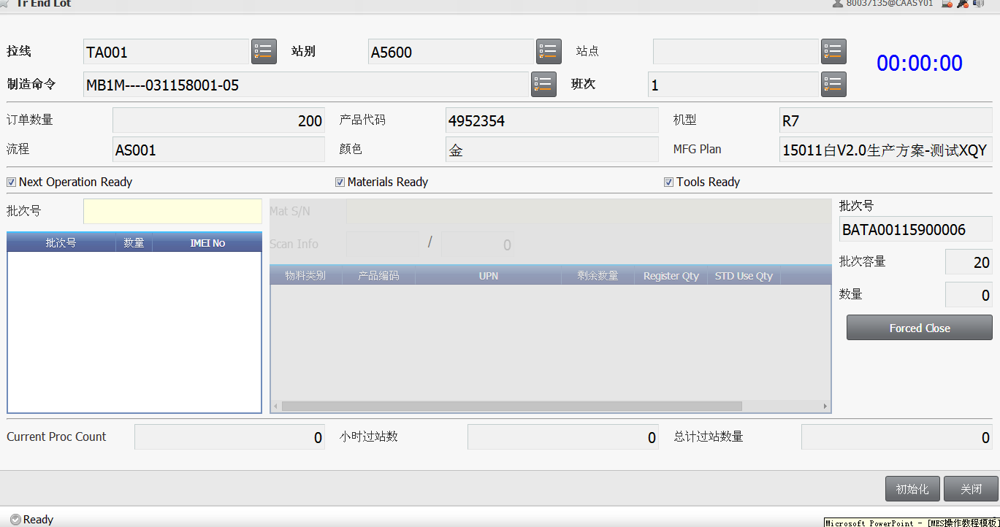 Tr End Lot 80037135@CAASY01
拉线 TA001 站别 A5600 站点
00:00:00
制造命令 MB1M----031158001-05 班次 1
订单数量 200 产品代码 4952354 机型 R7
流程 AS001 颜色 金 MFG Plan 15011白V2.0生产方案-测试XQY
Next Operation Ready Materials Ready Tools Ready
批次号 Mat S/N 批次号
BATA00115900006
批次号 数量 IMEI No Scan Info / 0
批次容量 20
物料类别 产品编码 UPN 剩余数量 Register Qty STD Use Qty
数量 0
Forced Close
Current Proc Count 0 小时过站数 0 总计过站数量 0
初始化 关闭
Ready
Microsoft PowerPoint - [MES操作教程模板]